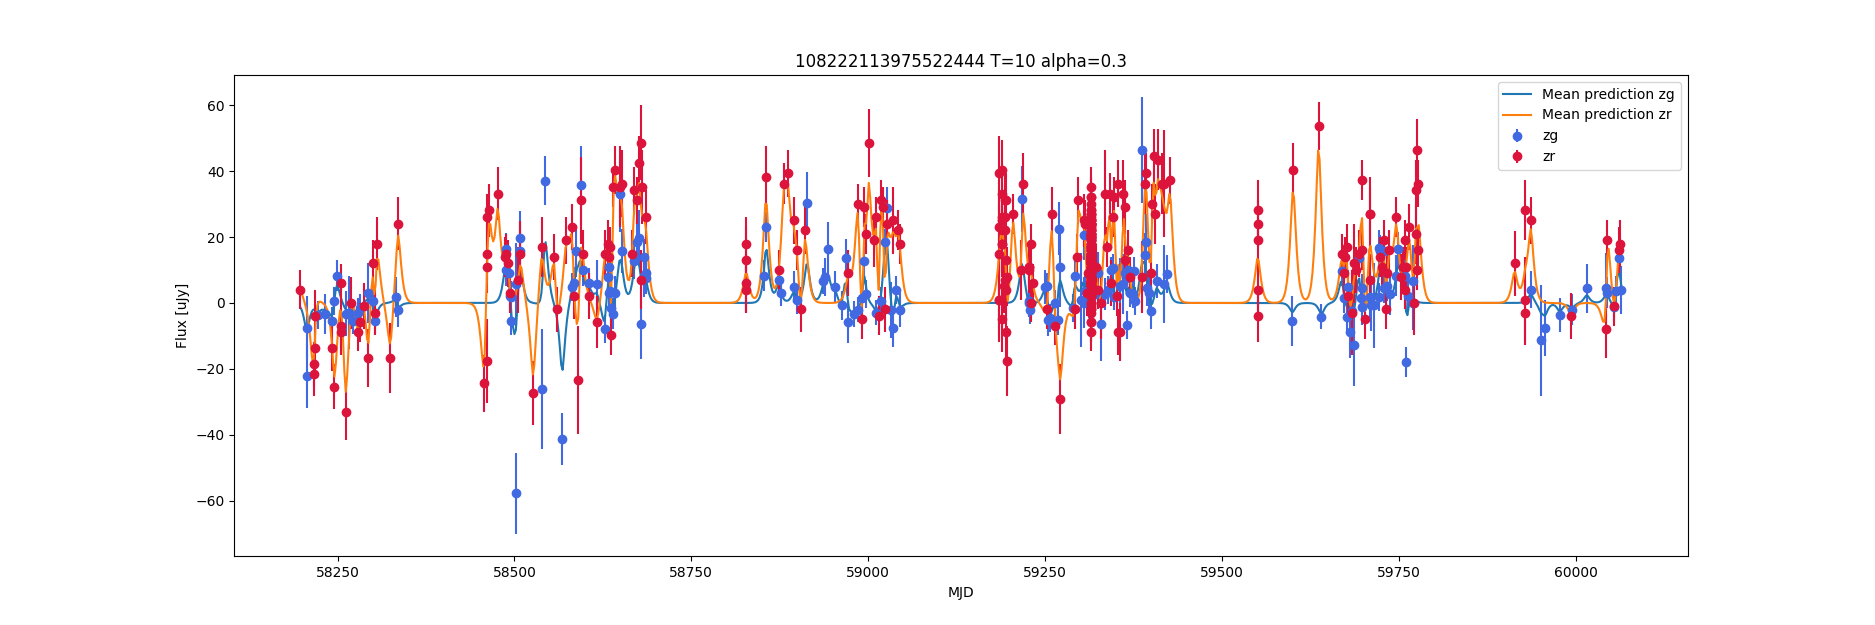 108222113975522444 T=10 alpha=0.3
Mean prediction zg
Mean prediction zr
zg
zr
Flux [uJy]
60
40
20
0
−20
−40
−60
58250
58500
58750
59000
59250
59500
59750
60000
MJD